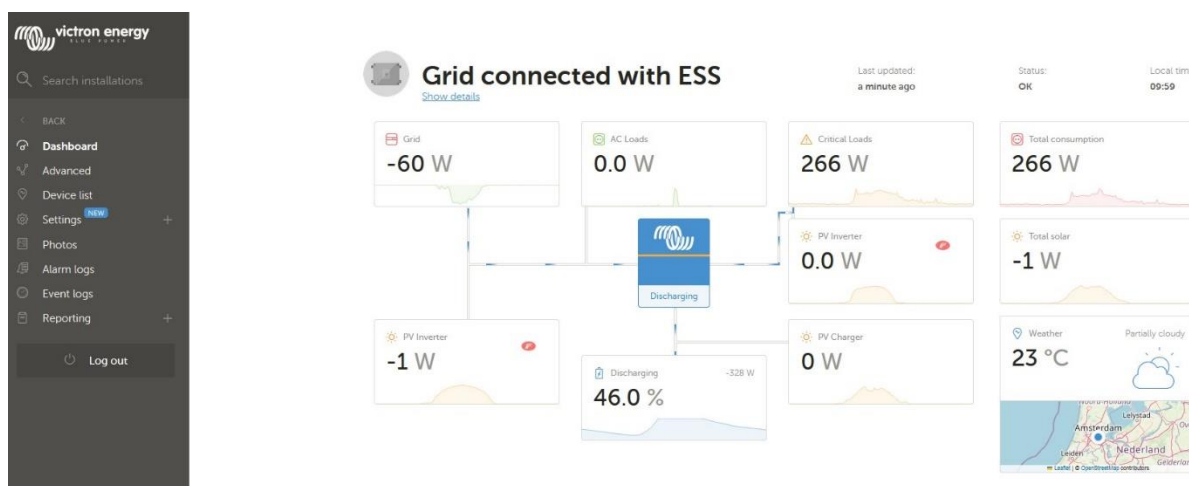 victron energy
BLUE POWER
Search installations
BACK
Dashboard
Advanced
Device list
Settings NEW
Photos
Alarm logs
Event logs
Reporting
Log out
Grid connected with ESS
Show details
Last updated:
a minute ago
Status:
OK
Local tim
09:59
Grid
-60 W
AC Loads
0.0 W
Critical Loads
266 W
Total consumption
266 W
PV Inverter
0.0 W
Total solar
-1 W
Discharging
PV Inverter
-1 W
Discharging -328 W
46.0 %
PV Charger
0 W
Weather Partially cloudy
23 °C
Lelystad
Amsterdam
Leiden
Nederland
Leaflet | © OpenStreetMap contributors